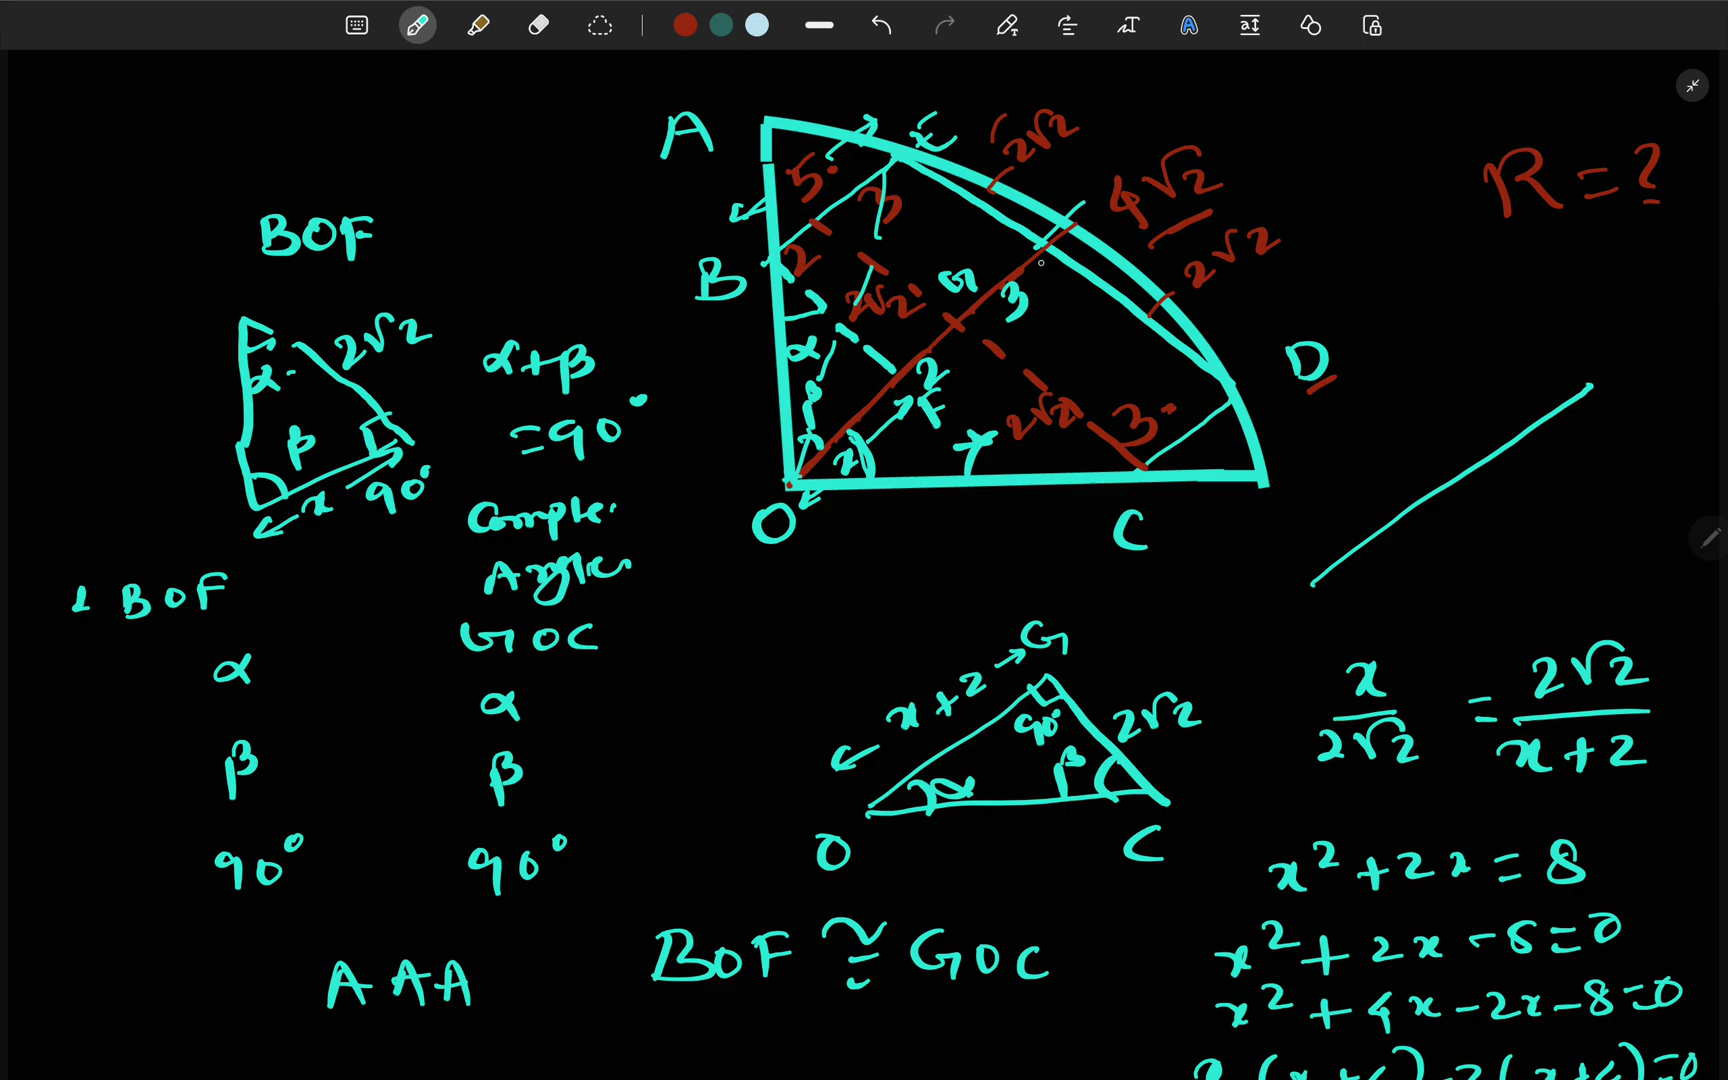 A
E
2√2
4√2
R = ?
5
3
BOF
2√2
B
2
2√2
G
3
D
2√2
α
α + β
α
2
= 90°
β
β
F
2√2
3
x
90°
O
C
Comple.
Angle.
1 BOF
GOC
G
x + 2
2√2
90°
α
α
β
x/2√2 = 2√2/x+2
β
β
α
O
C
90°
90°
x² + 2x = 8
BOF ≅ GOC
x² + 2x - 8 = 0
AAA
x² + 4x - 2x - 8 = 0